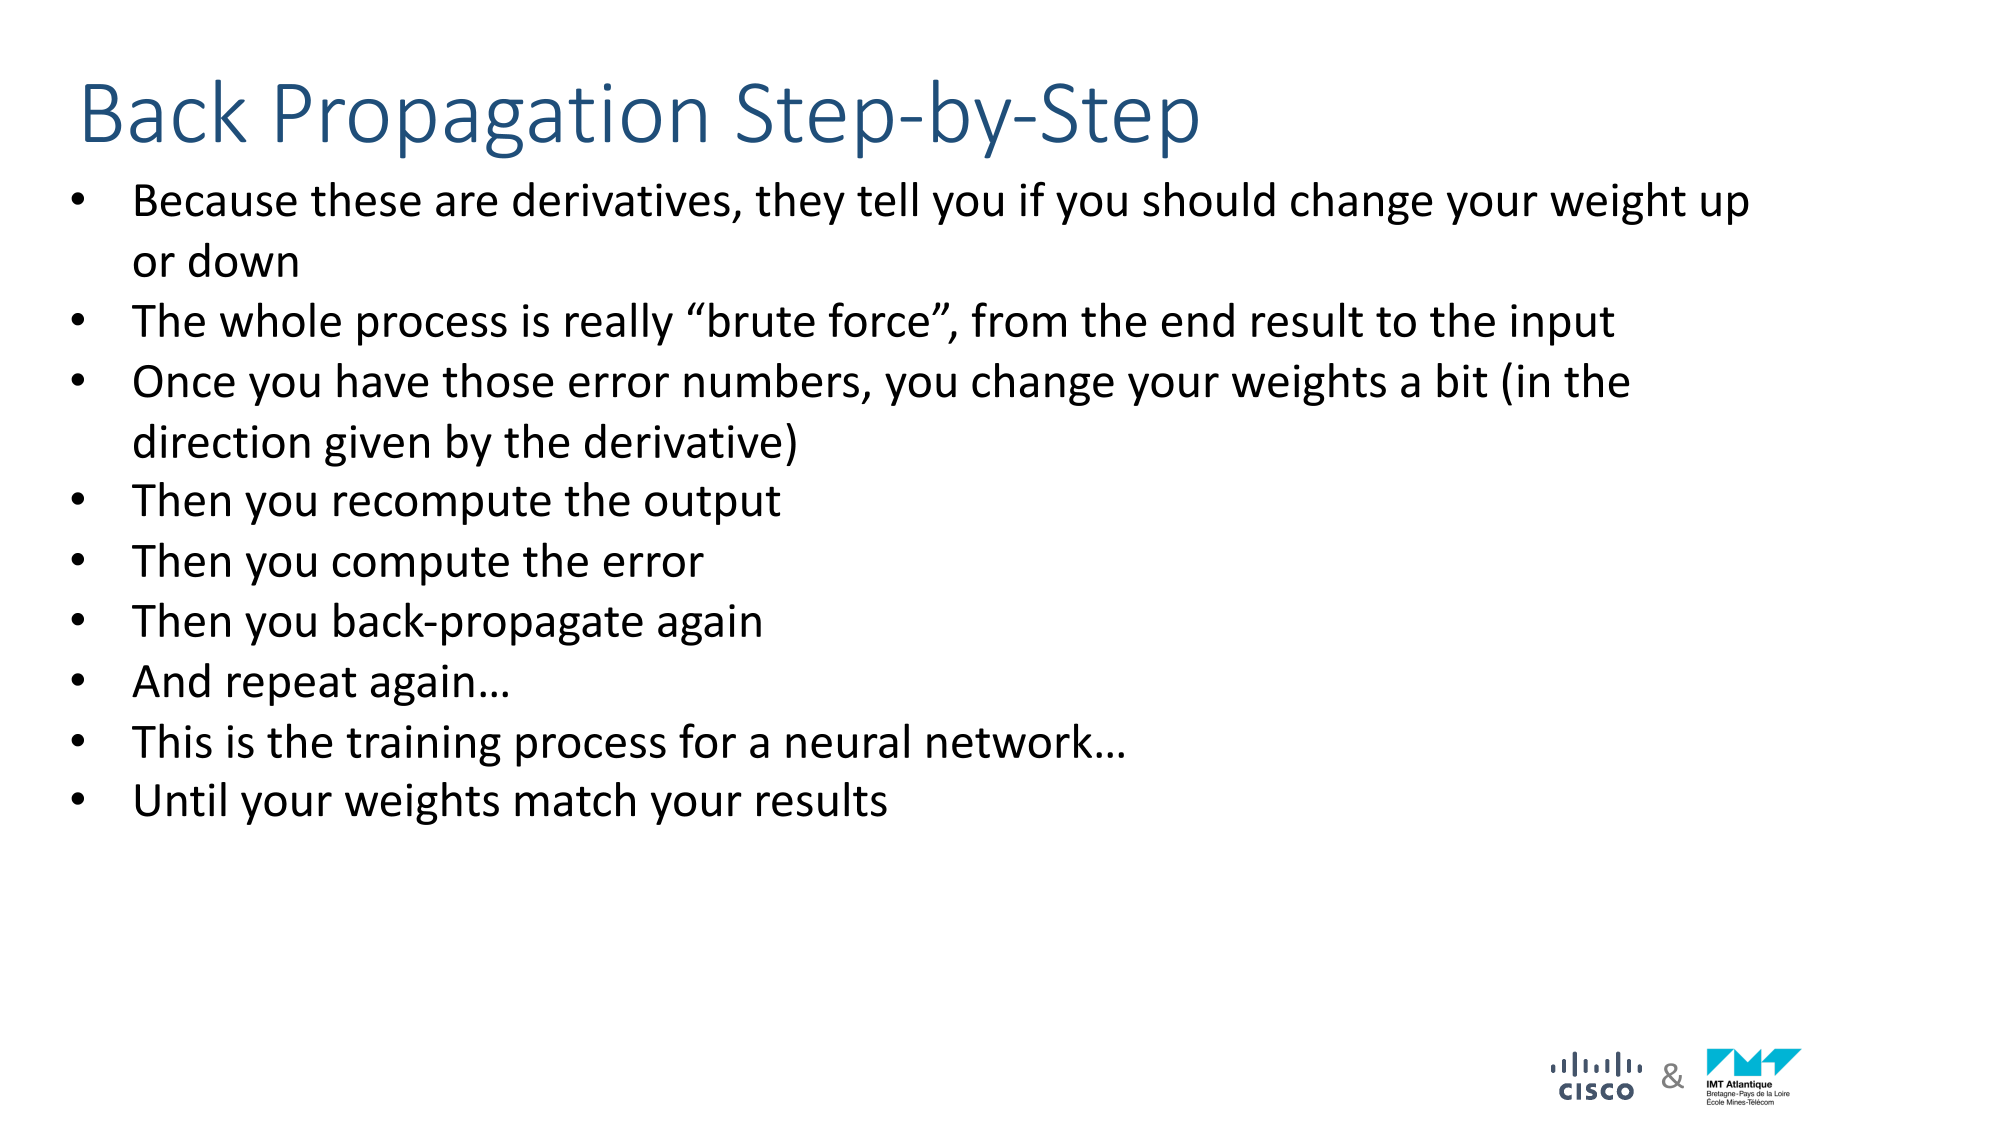 Back Propagation Step-by-Step
• Because these are derivatives, they tell you if you should change your weight up
or down
• The whole process is really “brute force”, from the end result to the input
• Once you have those error numbers, you change your weights a bit (in the
direction given by the derivative)
• Then you recompute the output
• Then you compute the error
• Then you back-propagate again
• And repeat again…
• This is the training process for a neural network…
• Until your weights match your results
CISCO & IMT Atlantique
Bretagne-Pays de la Loire
École Mines-Télécom